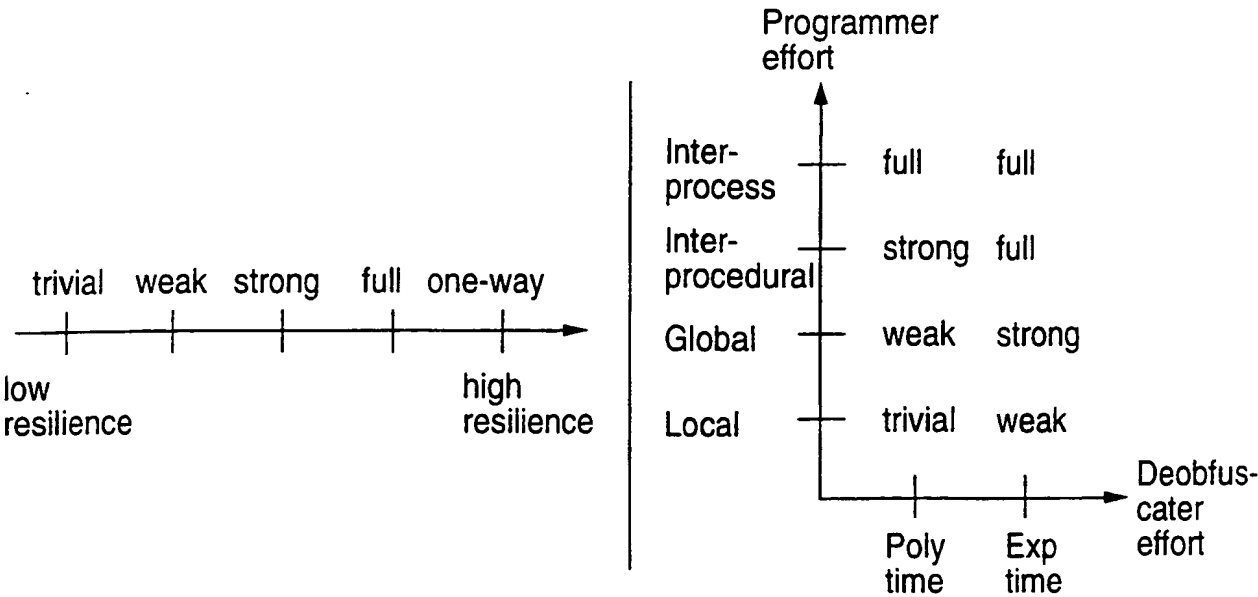 trivial weak strong full one-way
low
resilience
high
resilience
Programmer
effort
Inter-
process
full full
Inter-
procedural
strong full
Global
weak strong
Local
trivial weak
Deobfus-
cater
effort
Poly
time
Exp
time